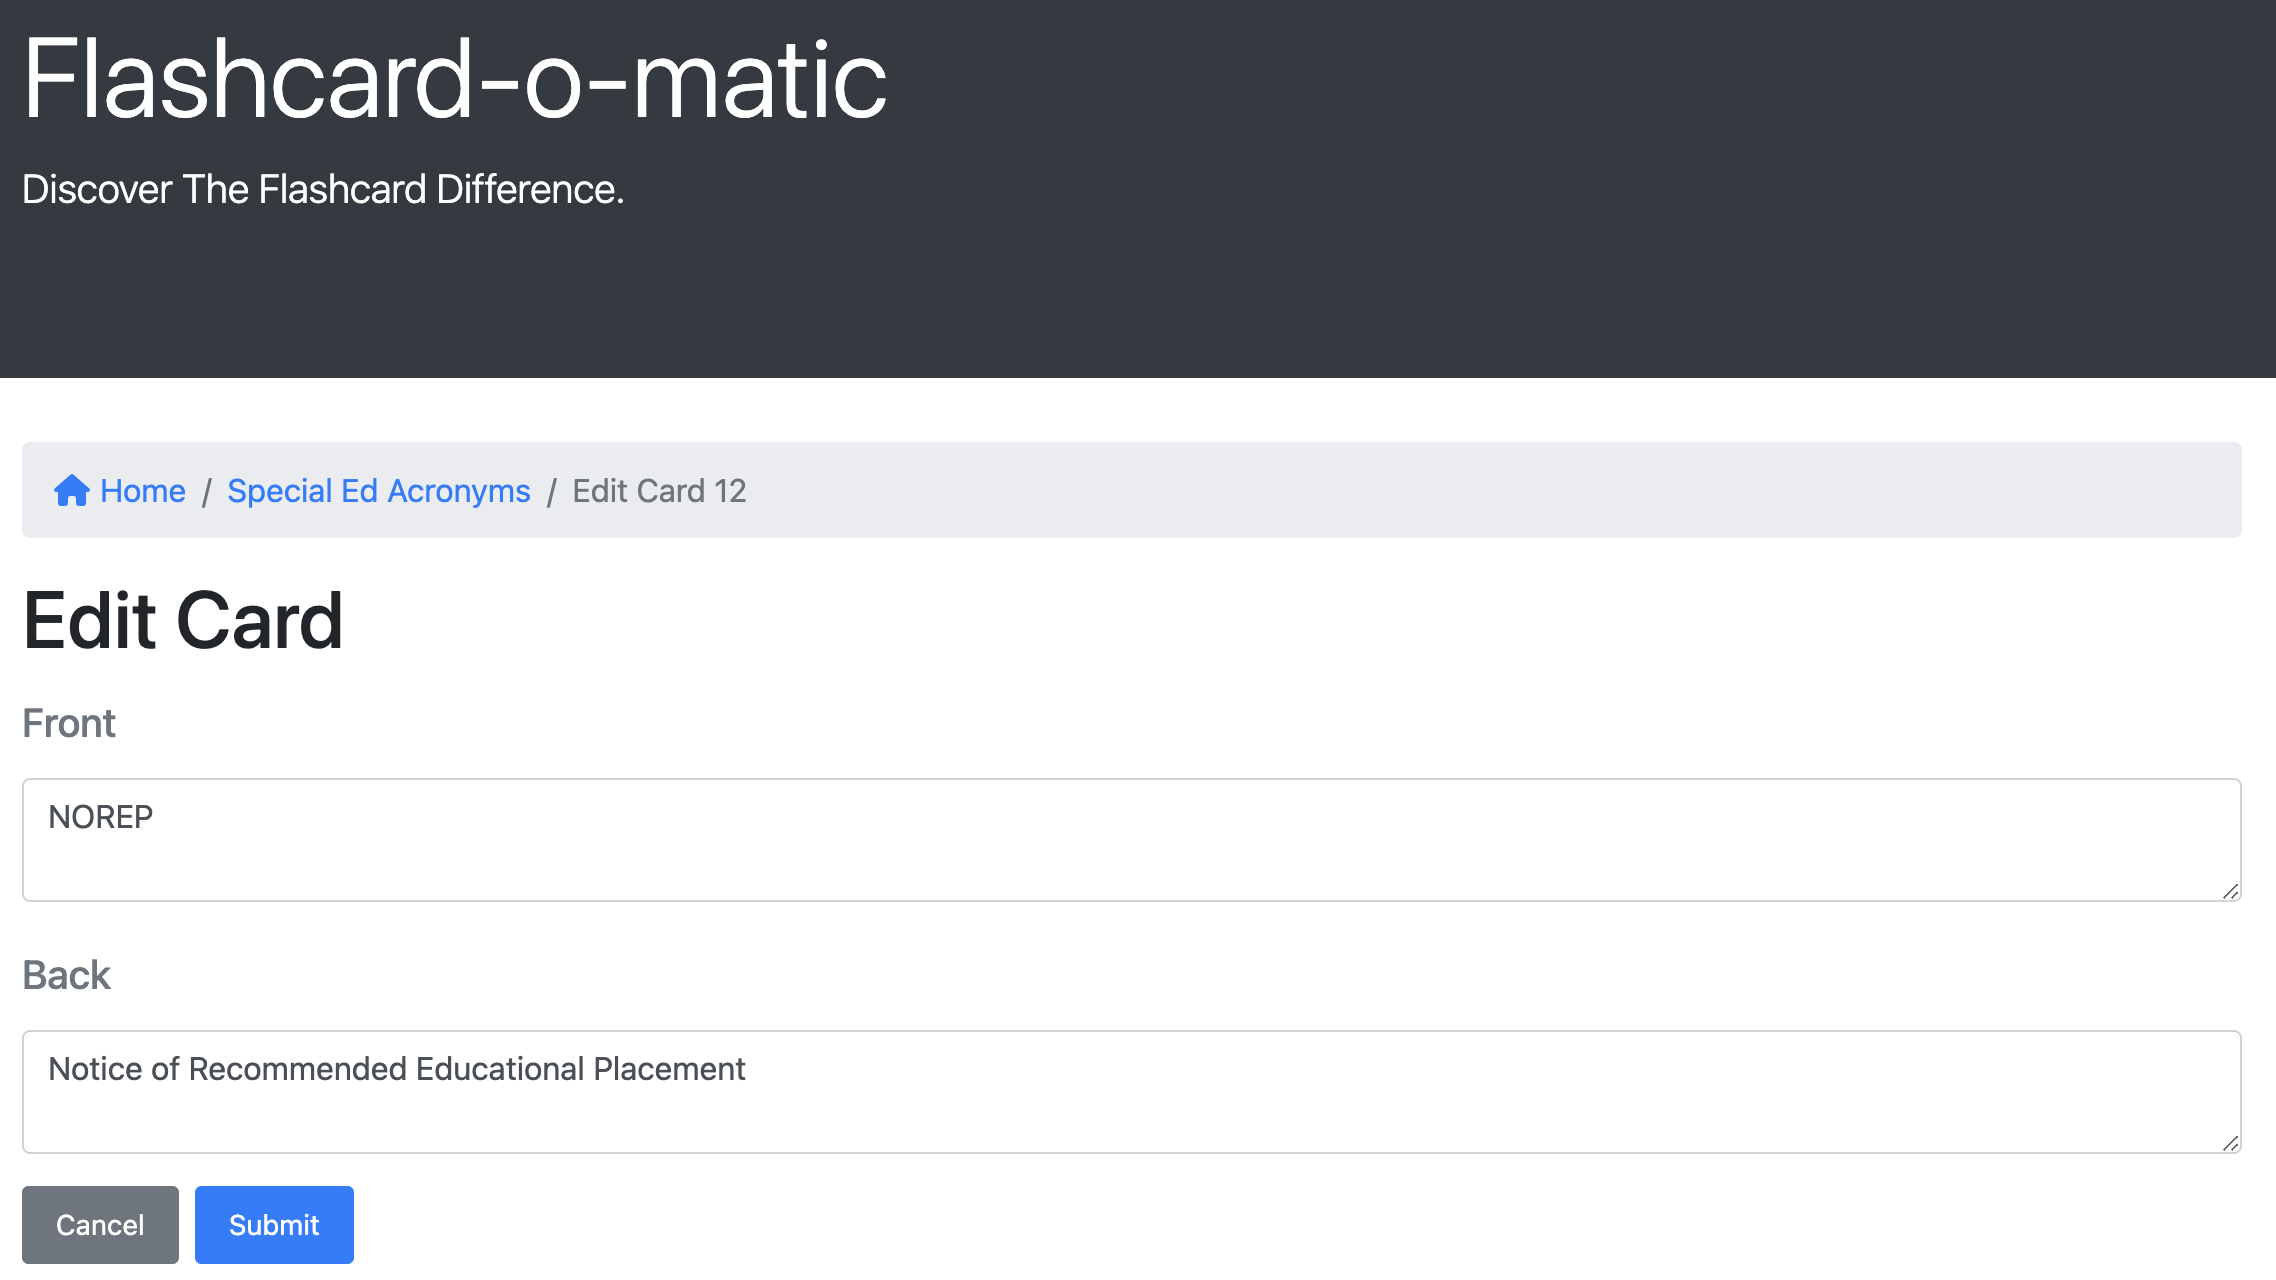 Flashcard-o-matic
Discover The Flashcard Difference.
Home / Special Ed Acronyms / Edit Card 12
Edit Card
Front
NOREP
Back
Notice of Recommended Educational Placement
Cancel Submit